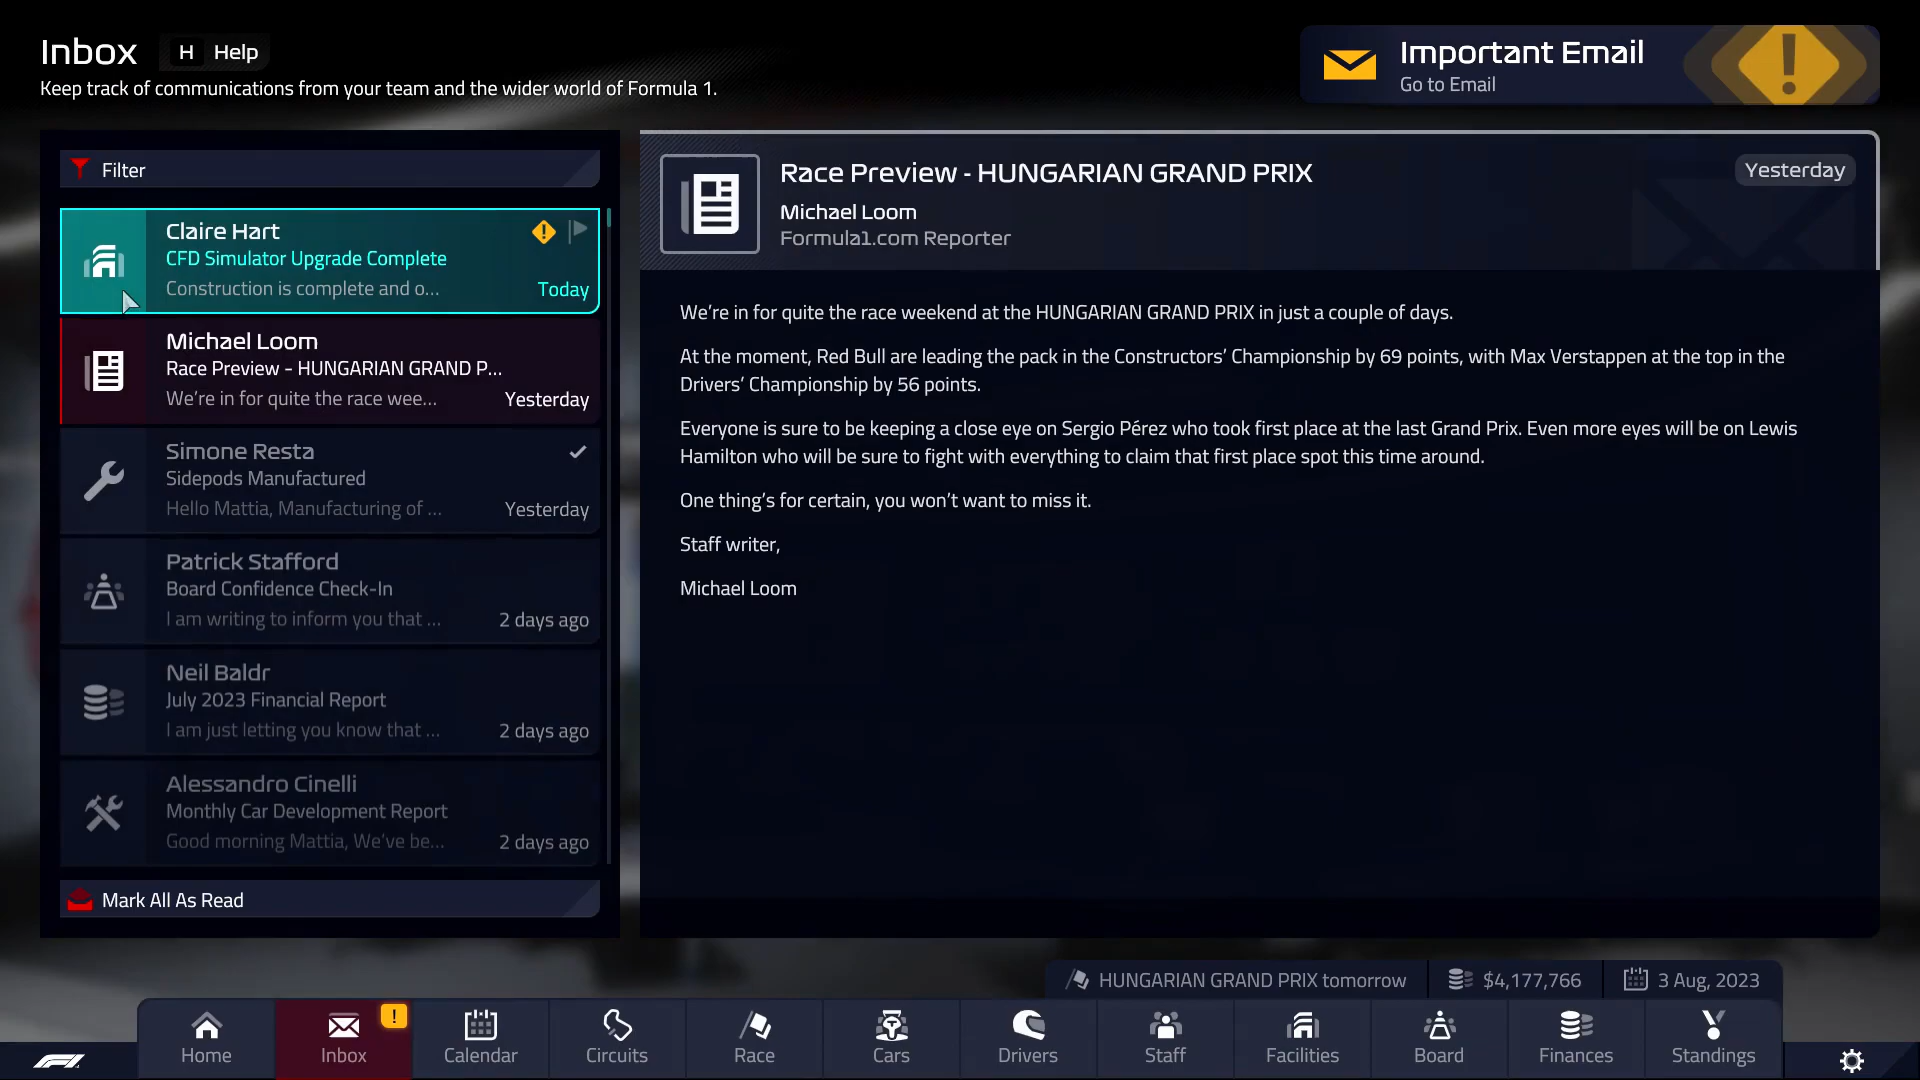 Inbox
H Help
Keep track of communications from your team and the wider world of Formula 1.
Important Email
Go to Email
Filter
Claire Hart
CFD Simulator Upgrade Complete
Construction is complete and o...
Today
Michael Loom
Race Preview - HUNGARIAN GRAND P...
We're in for quite the race wee...
Yesterday
Simone Resta
Sidepods Manufactured
Hello Mattia, Manufacturing of ...
Yesterday
Patrick Stafford
Board Confidence Check-In
I am writing to inform you that ...
2 days ago
Neil Baldr
July 2023 Financial Report
I am just letting you know that ...
2 days ago
Alessandro Cinelli
Monthly Car Development Report
Good morning Mattia, We've be...
2 days ago
Mark All As Read
Race Preview - HUNGARIAN GRAND PRIX
Yesterday
Michael Loom
Formula1.com Reporter
We're in for quite the race weekend at the HUNGARIAN GRAND PRIX in just a couple of days.
At the moment, Red Bull are leading the pack in the Constructors' Championship by 69 points, with Max Verstappen at the top in the
Drivers' Championship by 56 points.
Everyone is sure to be keeping a close eye on Sergio Pérez who took first place at the last Grand Prix. Even more eyes will be on Lewis
Hamilton who will be sure to fight with everything to claim that first place spot this time around.
One thing's for certain, you won't want to miss it.
Staff writer,
Michael Loom
HUNGARIAN GRAND PRIX tomorrow
$4,177,766
3 Aug, 2023
Home
Inbox
Calendar
Circuits
Race
Cars
Drivers
Staff
Facilities
Board
Finances
Standings